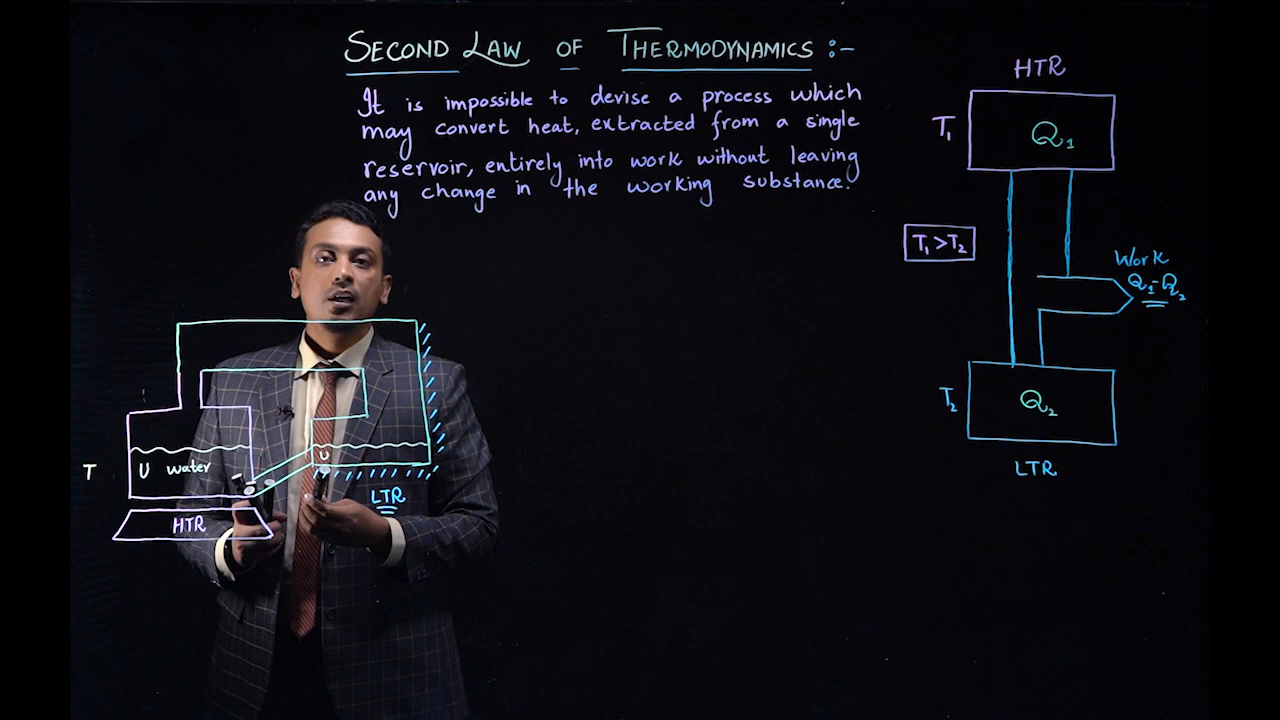 SECOND LAW OF THERMODYNAMICS :-
It is impossible to devise a process which
may convert heat, extracted from a single
reservoir, entirely into work without leaving
any change in the working substance.
HTR
T₁
Q₁
T₁ > T₂
Work
Q₁-Q₂
T₂
Q₂
LTR
T
U water
U
HTR
LTR